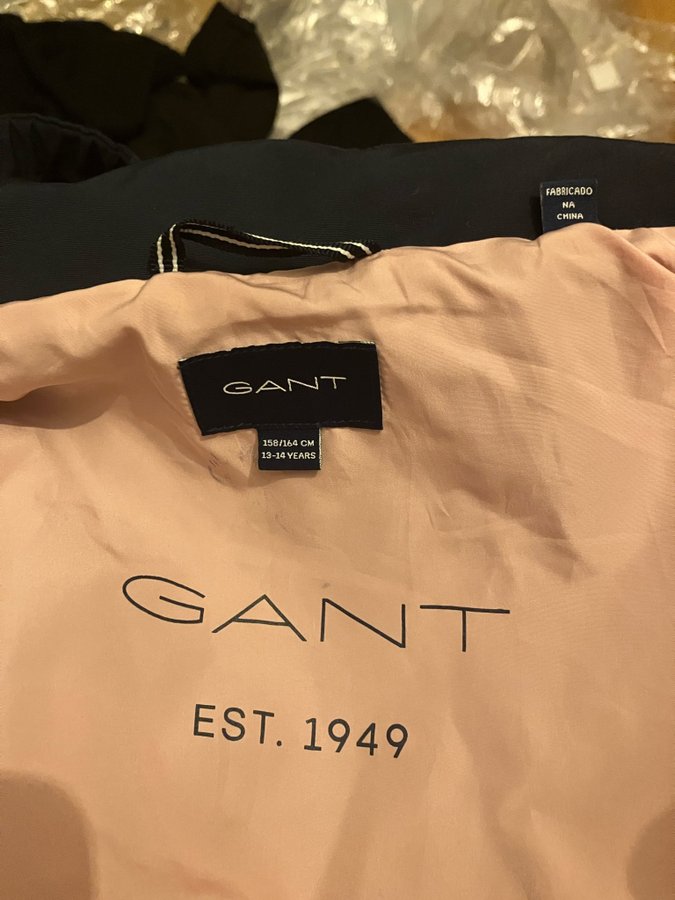 FABRICADO
NA
CHINA
GANT
158/164 CM
13-14 YEARS
GANT
EST. 1949